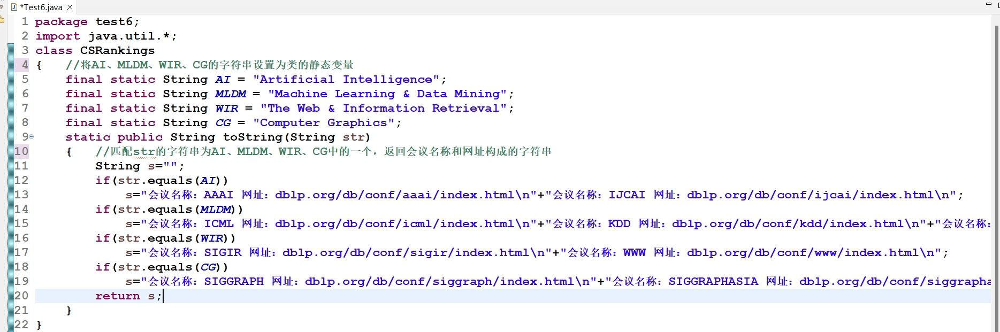 *Test6.java
1 package test6;
2 import java.util.*;
3 class CSRankings
4 { //将AI、MLDM、WIR、CG的字符串设置为类的静态变量
5 final static String AI = "Artificial Intelligence";
6 final static String MLDM = "Machine Learning & Data Mining";
7 final static String WIR = "The Web & Information Retrieval";
8 final static String CG = "Computer Graphics";
9 static public String toString(String str)
10 { //匹配str的字符串为AI、MLDM、WIR、CG中的一个，返回会议名称和网址构成的字符串
11 String s="";
12 if(str.equals(AI))
13 s="会议名称：AAAI 网址：dblp.org/db/conf/aaai/index.html\n"+"会议名称：IJCAI 网址：dblp.org/db/conf/ijcai/index.html\n";
14 if(str.equals(MLDM))
15 s="会议名称：ICML 网址：dblp.org/db/conf/icml/index.html\n"+"会议名称：KDD 网址：dblp.org/db/conf/kdd/index.html\n"+"会议名称：
16 if(str.equals(WIR))
17 s="会议名称：SIGIR 网址：dblp.org/db/conf/sigir/index.html\n"+"会议名称：WWW 网址：dblp.org/db/conf/www/index.html\n";
18 if(str.equals(CG))
19 s="会议名称：SIGGRAPH 网址：dblp.org/db/conf/siggraph/index.html\n"+"会议名称：SIGGRAPHASIA 网址：dblp.org/db/conf/siggrapha
20 return s;
21 }
22 }